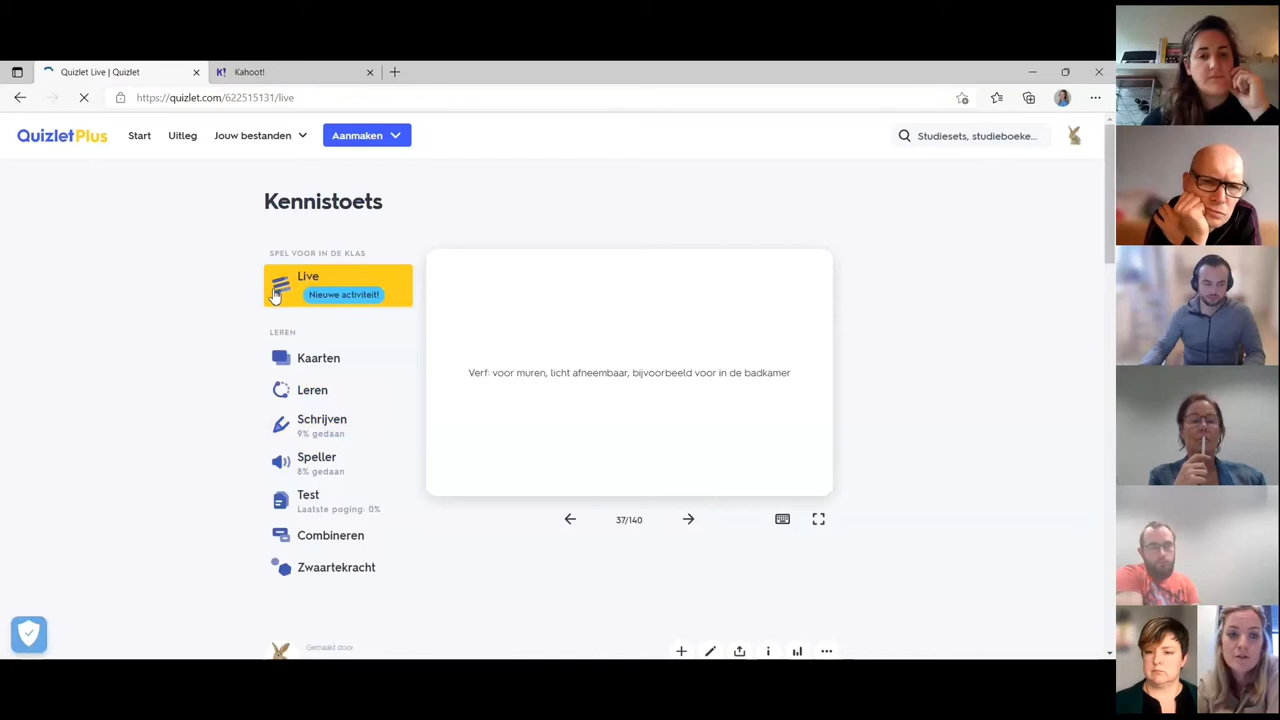 Quizlet Live | Quizlet
Kahoot!
https://quizlet.com/622515131/live
QuizletPlus Start Uitleg Jouw bestanden Aanmaken Studiesets, studieboeke...
Kennistoets
SPEL VOOR IN DE KLAS
Live
Nieuwe activiteit!
LEREN
Kaarten
Leren
Schrijven
9% gedaan
Speller
8% gedaan
Test
Laatste poging: 0%
Combineren
Zwaartekracht
Verf: voor muren, licht afneembaar, bijvoorbeeld voor in de badkamer
37/140
Gemaakt door